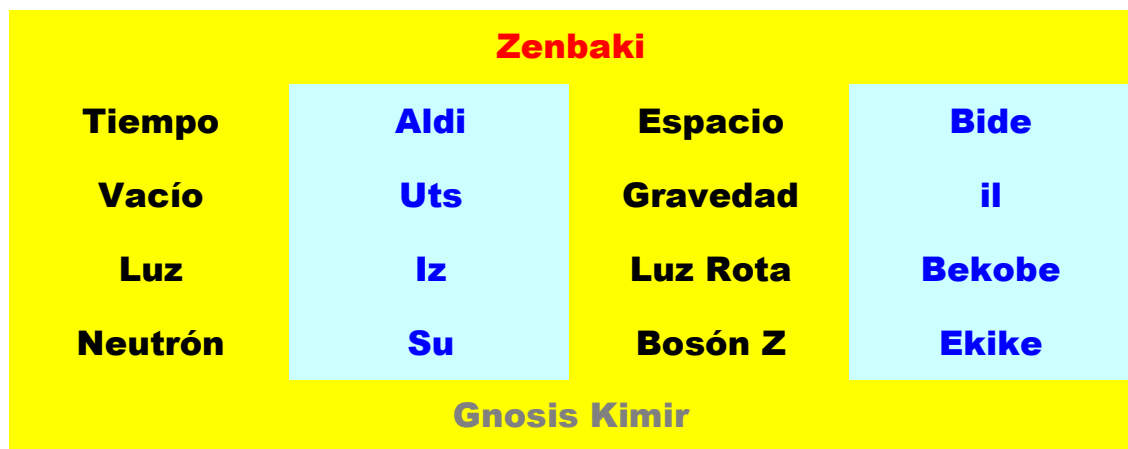 Zenbaki
Tiempo Aldi Espacio Bide
Vacío Uts Gravedad il
Luz Iz Luz Rota Bekobe
Neutrón Su Bosón Z Ekike
Gnosis Kimir